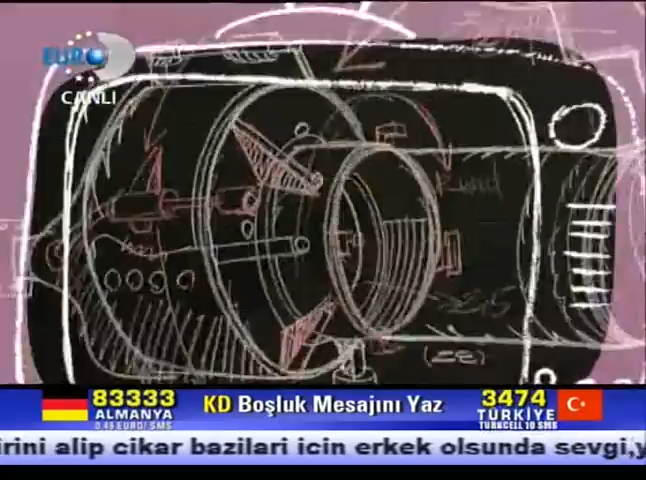 EURO D
CANLI
83333
ALMANYA
0.49 EURO/ SMS
KD Boşluk Mesajını Yaz
3474
TÜRKİYE
TURKCELL 10 SMS
irini alip cikar bazilari icin erkek olsunda sevgi,y